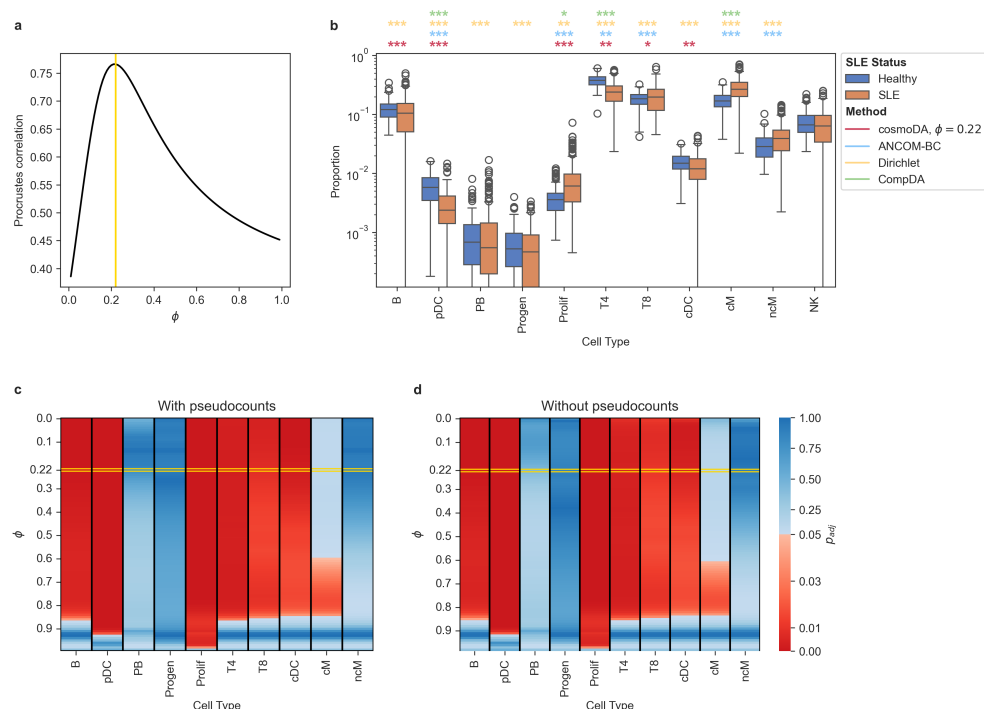 a
Procrustes correlation
0.75
0.70
0.65
0.60
0.55
0.50
0.45
0.40
0.0 0.2 0.4 0.6 0.8 1.0
ϕ
b
*** * ***
*** *** *** *** ** *** *** *** ***
*** *** ** ** *** ***
*** *** *** ** * **
Proportion
10⁰
10⁻¹
10⁻²
10⁻³
B pDC PB Progen Prolif T4 T8 cDC cM ncM NK
Cell Type
SLE Status
Healthy
SLE
Method
cosmoDA, ϕ = 0.22
ANCOM-BC
Dirichlet
CompDA
c
With pseudocounts
ϕ
0.0
0.1
0.22
0.3
0.4
0.5
0.6
0.7
0.8
0.9
B pDC PB Progen Prolif T4 T8 cDC cM ncM
Cell Type
d
Without pseudocounts
ϕ
0.0
0.1
0.22
0.3
0.4
0.5
0.6
0.7
0.8
0.9
B pDC PB Progen Prolif T4 T8 cDC cM ncM
Cell Type
1.00
0.75
0.50
0.25
0.05
0.03
0.01
0.00
p_adj